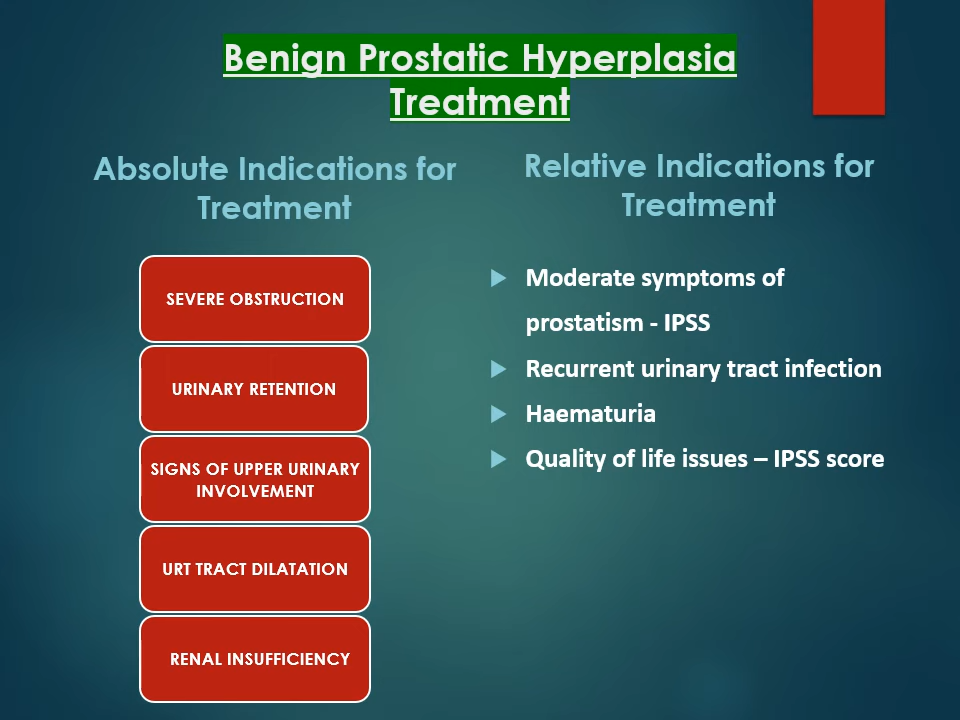 Benign Prostatic Hyperplasia
Treatment
Absolute Indications for
Treatment
SEVERE OBSTRUCTION
URINARY RETENTION
SIGNS OF UPPER URINARY
INVOLVEMENT
URT TRACT DILATATION
RENAL INSUFFICIENCY
Relative Indications for
Treatment
Moderate symptoms of
prostatism - IPSS
Recurrent urinary tract infection
Haematuria
Quality of life issues – IPSS score